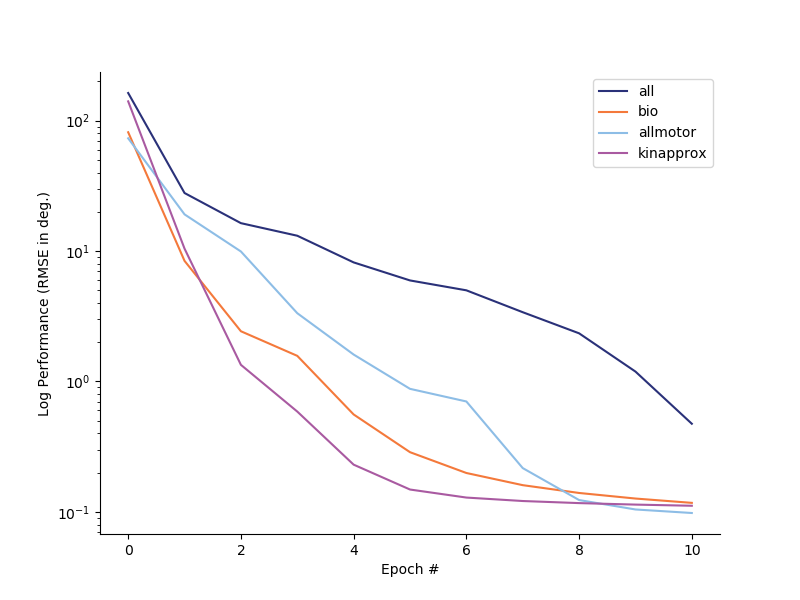 all
bio
allmotor
kinapprox
Log Performance (RMSE in deg.)
10²
10¹
10⁰
10⁻¹
0 2 4 6 8 10
Epoch #